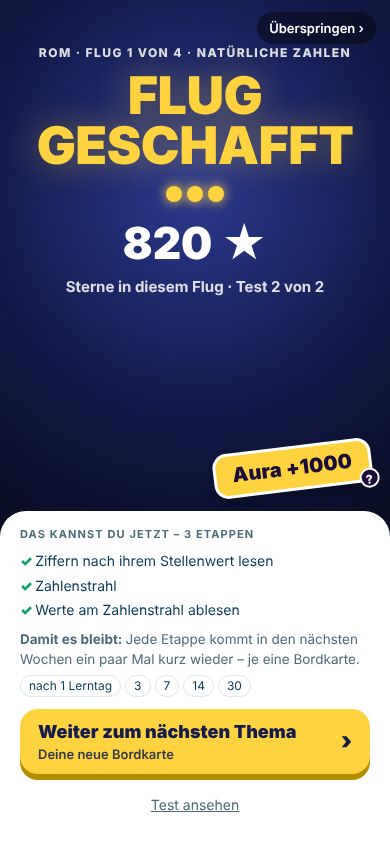 Überspringen ›
ROM · FLUG 1 VON 4 · NATÜRLICHE ZAHLEN
FLUG
GESCHAFFT
820 ★
Sterne in diesem Flug · Test 2 von 2
Aura +1000
?
DAS KANNST DU JETZT – 3 ETAPPEN
✔ Ziffern nach ihrem Stellenwert lesen
✔ Zahlenstrahl
✔ Werte am Zahlenstrahl ablesen
Damit es bleibt: Jede Etappe kommt in den nächsten
Wochen ein paar Mal kurz wieder – je eine Bordkarte.
nach 1 Lerntag 3 7 14 30
Weiter zum nächsten Thema ›
Deine neue Bordkarte
Test ansehen